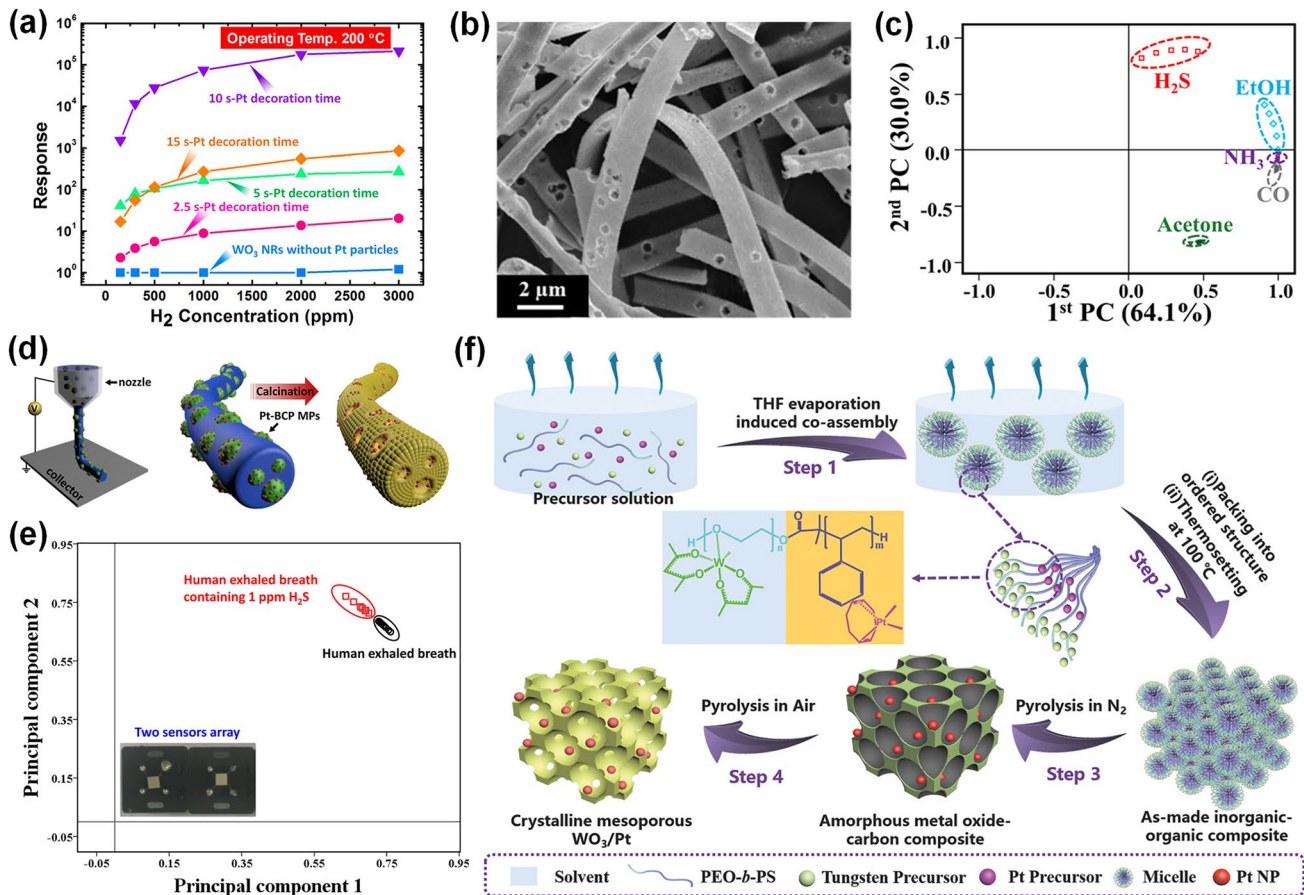 (a)
Operating Temp. 200 °C
10⁶
10⁵
10⁴
10³
10²
10¹
10⁰
Response
10 s-Pt decoration time
15 s-Pt decoration time
5 s-Pt decoration time
2.5 s-Pt decoration time
WO₃ NRs without Pt particles
0 500 1000 1500 2000 2500 3000
H₂ Concentration (ppm)
(b)
2 µm
(c)
2nd PC (30.0%)
1.0
0.5
0.0
-0.5
-1.0
H₂S
EtOH
NH₃
CO
Acetone
-1.0 -0.5 0.0 0.5 1.0
1st PC (64.1%)
(d)
nozzle
V
collector
Calcination
Pt-BCP MPs
(e)
Principal component 2
0.95
0.75
0.55
0.35
0.15
-0.05
Human exhaled breath
containing 1 ppm H₂S
Human exhaled breath
Two sensors array
-0.05 0.15 0.35 0.55 0.75 0.95
Principal component 1
(f)
Precursor solution
THF evaporation
induced co-assembly
Step 1
(i)Packing into
ordered structure
(ii)Thermosetting
at 100 °C
Step 2
H O n O O m H
O W O O O O
Pt
As-made inorganic-
organic composite
Pyrolysis in N₂
Step 3
Amorphous metal oxide-
carbon composite
Pyrolysis in Air
Step 4
Crystalline mesoporous
WO₃/Pt
Solvent PEO-b-PS Tungsten Precursor Pt Precursor Micelle Pt NP